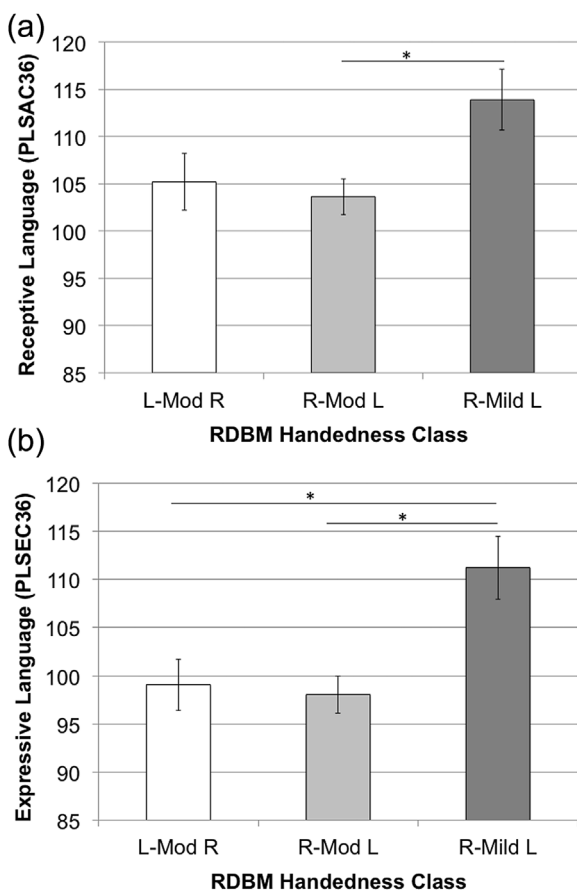 (a)
Receptive Language (PLSAC36)
120
115
110
105
100
95
90
85
*
L-Mod R R-Mod L R-Mild L
RDBM Handedness Class
(b)
Expressive Language (PLSEC36)
120
115
110
105
100
95
90
85
*
*
L-Mod R R-Mod L R-Mild L
RDBM Handedness Class